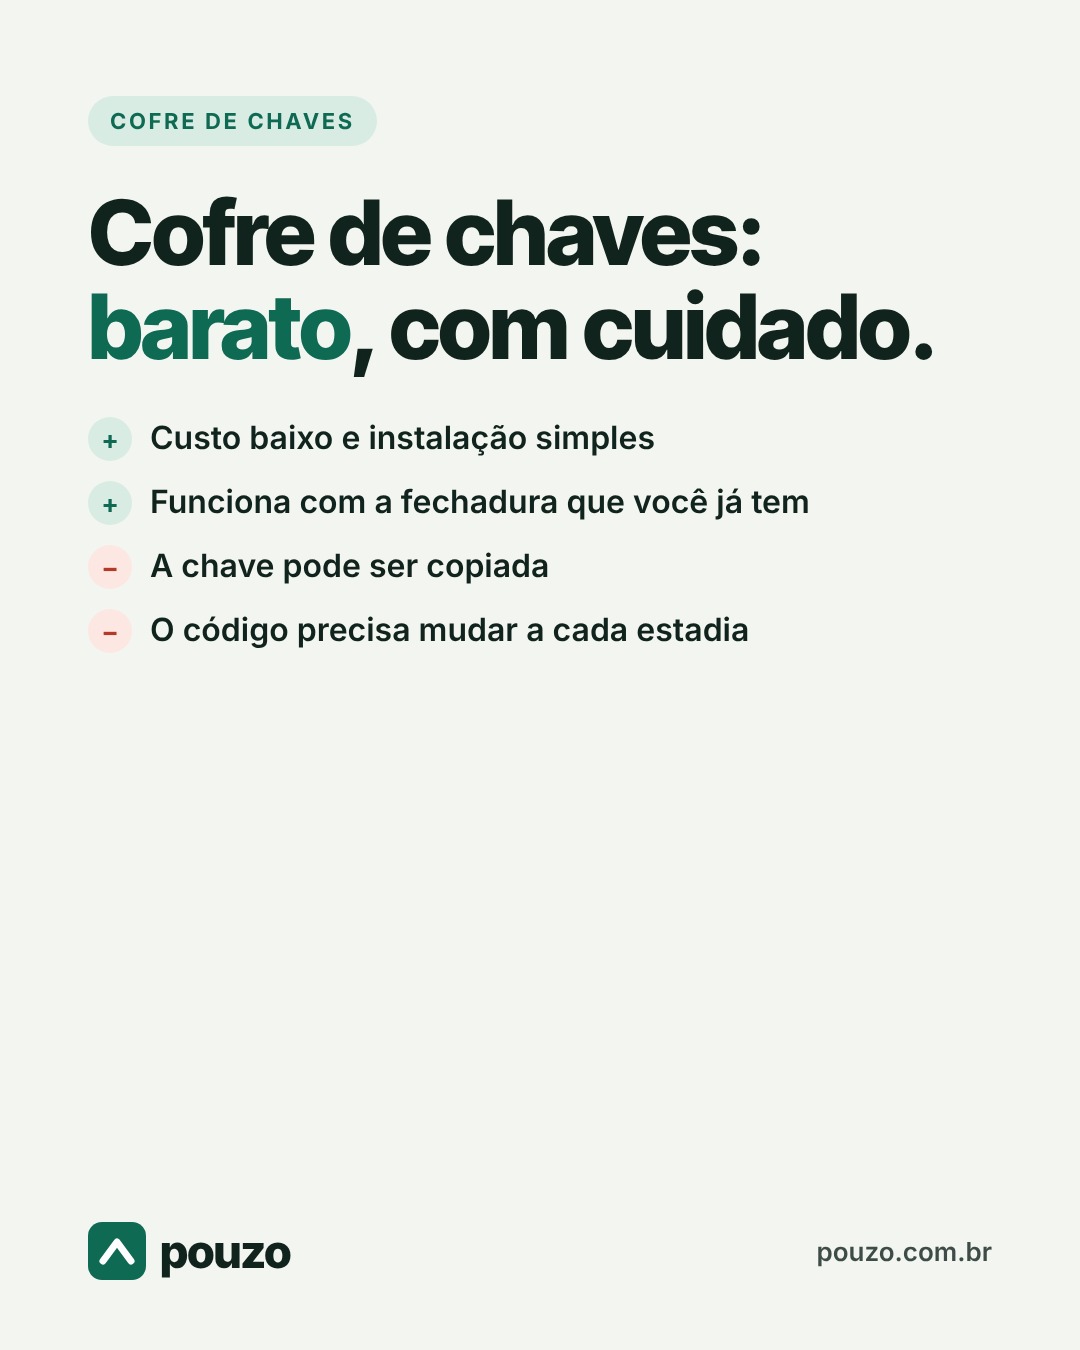 COFRE DE CHAVES
Cofre de chaves:
barato, com cuidado.
+ Custo baixo e instalação simples
+ Funciona com a fechadura que você já tem
– A chave pode ser copiada
– O código precisa mudar a cada estadia
pouzo
pouzo.com.br